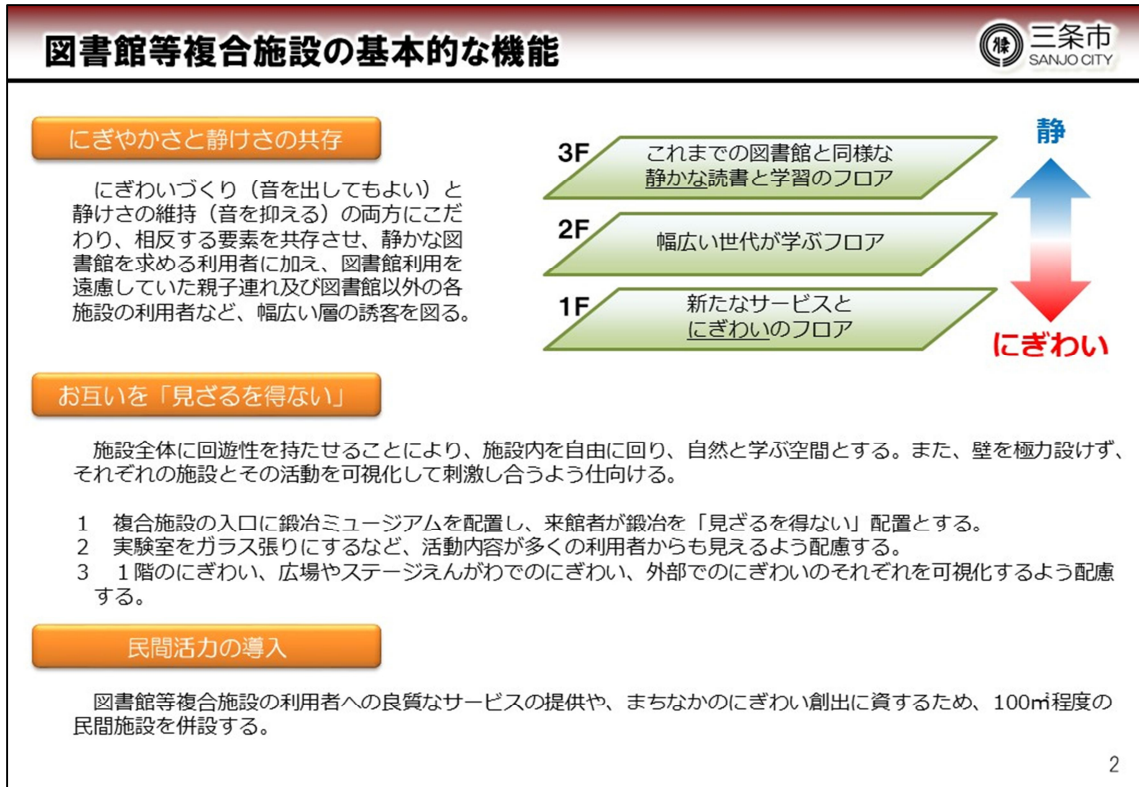 図書館等複合施設の基本的な機能
三条市
SANJO CITY
にぎやかさと静けさの共存
にぎわいづくり（音を出してもよい）と
静けさの維持（音を抑える）の両方にこだ
わり、相反する要素を共存させ、静かな図
書館を求める利用者に加え、図書館利用を
遠慮していた親子連れ及び図書館以外の各
施設の利用者など、幅広い層の誘客を図る。
3F
これまでの図書館と同様な
静かな読書と学習のフロア
2F
幅広い世代が学ぶフロア
1F
新たなサービスと
にぎわいのフロア
静
にぎわい
お互いを「見ざるを得ない」
施設全体に回遊性を持たせることにより、施設内を自由に回り、自然と学ぶ空間とする。また、壁を極力設けず、
それぞれの施設とその活動を可視化して刺激し合うよう仕向ける。
1　複合施設の入口に鍛冶ミュージアムを配置し、来館者が鍛冶を「見ざるを得ない」配置とする。
2　実験室をガラス張りにするなど、活動内容が多くの利用者からも見えるよう配慮する。
3　１階のにぎわい、広場やステージえんがわでのにぎわい、外部でのにぎわいのそれぞれを可視化するよう配慮
する。
民間活力の導入
図書館等複合施設の利用者への良質なサービスの提供や、まちなかのにぎわい創出に資するため、100㎡程度の
民間施設を併設する。
2